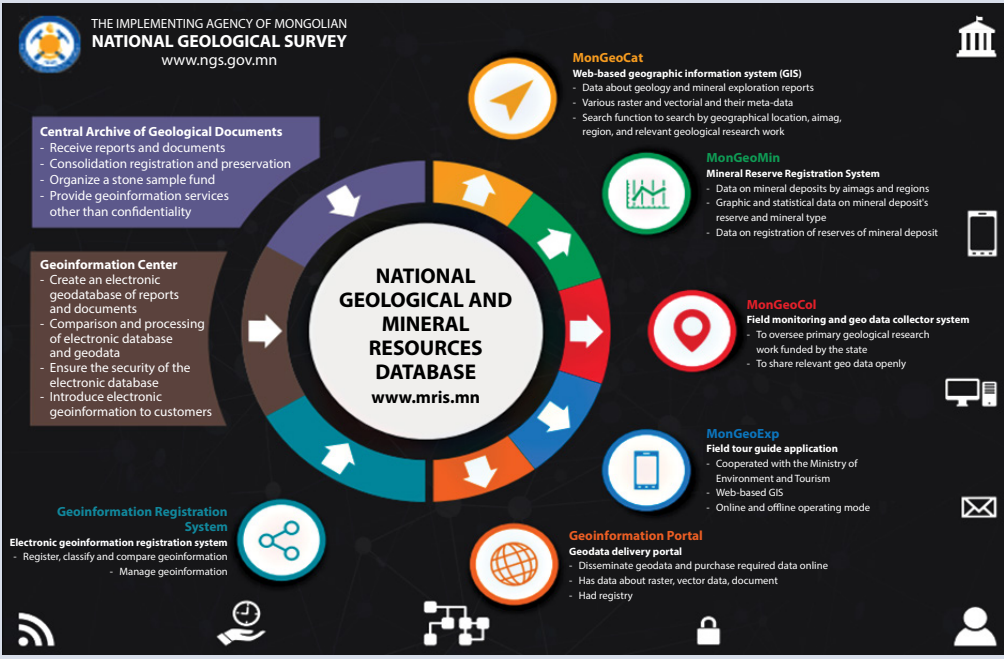 THE IMPLEMENTING AGENCY OF MONGOLIAN
NATIONAL GEOLOGICAL SURVEY
www.ngs.gov.mn
Central Archive of Geological Documents
- Receive reports and documents
- Consolidation registration and preservation
- Organize a stone sample fund
- Provide geoinformation services
other than confidentiality
Geoinformation Center
- Create an electronic
geodatabase of reports
and documents
- Comparison and processing
of electronic database
and geodata
- Ensure the security of the
electronic database
- Introduce electronic
geoinformation to customers
Geoinformation Registration
System
Electronic geoinformation registration system
- Register, classify and compare geoinformation
- Manage geoinformation
NATIONAL
GEOLOGICAL AND
MINERAL
RESOURCES
DATABASE
www.mris.mn
MonGeoCat
Web-based geographic information system (GIS)
- Data about geology and mineral exploration reports
- Various raster and vectorial and their meta-data
- Search function to search by geographical location, aimag,
region, and relevant geological research work
MonGeoMin
Mineral Reserve Registration System
- Data on mineral deposits by aimags and regions
- Graphic and statistical data on mineral deposit's
reserve and mineral type
- Data on registration of reserves of mineral deposit
MonGeoCol
Field monitoring and geo data collector system
- To oversee primary geological research
work funded by the state
- To share relevant geo data openly
MonGeoExp
Field tour guide application
- Cooperated with the Ministry of
Environment and Tourism
- Web-based GIS
- Online and offline operating mode
Geoinformation Portal
Geodata delivery portal
- Disseminate geodata and purchase required data online
- Has data about raster, vector data, document
- Had registry